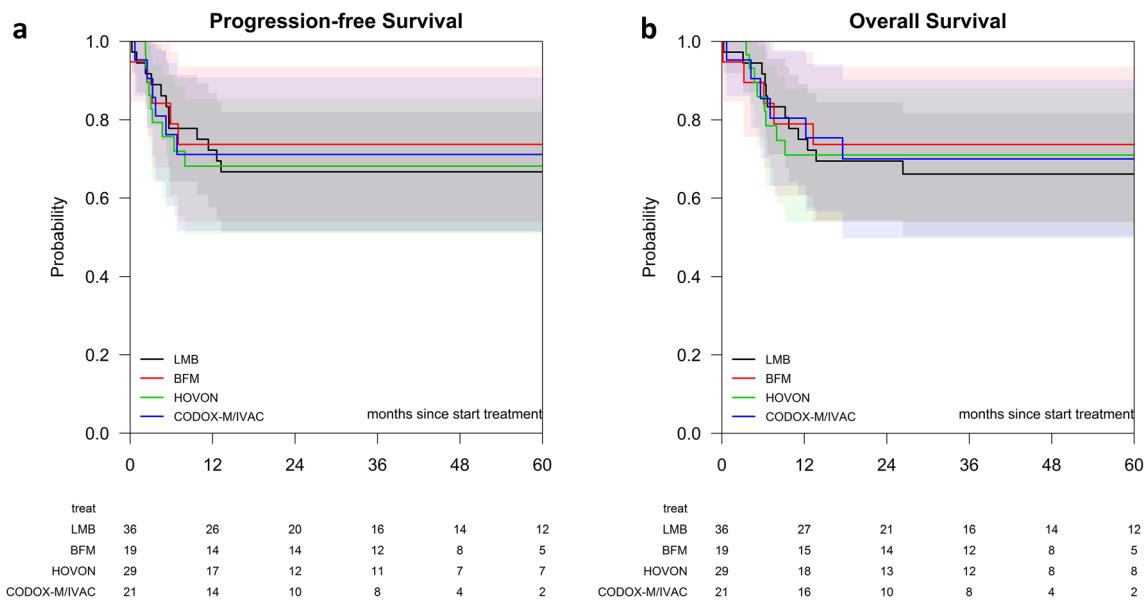 a
Progression-free Survival
1.0
0.8
0.6
0.4
0.2
0.0
Probability
LMB
BFM
HOVON
CODOX-M/IVAC
months since start treatment
0 12 24 36 48 60
treat
LMB 36 26 20 16 14 12
BFM 19 14 14 12 8 5
HOVON 29 17 12 11 7 7
CODOX-M/IVAC 21 14 10 8 4 2
b
Overall Survival
1.0
0.8
0.6
0.4
0.2
0.0
Probability
LMB
BFM
HOVON
CODOX-M/IVAC
months since start treatment
0 12 24 36 48 60
treat
LMB 36 27 21 16 14 12
BFM 19 15 14 12 8 5
HOVON 29 18 13 12 8 8
CODOX-M/IVAC 21 16 10 8 4 2